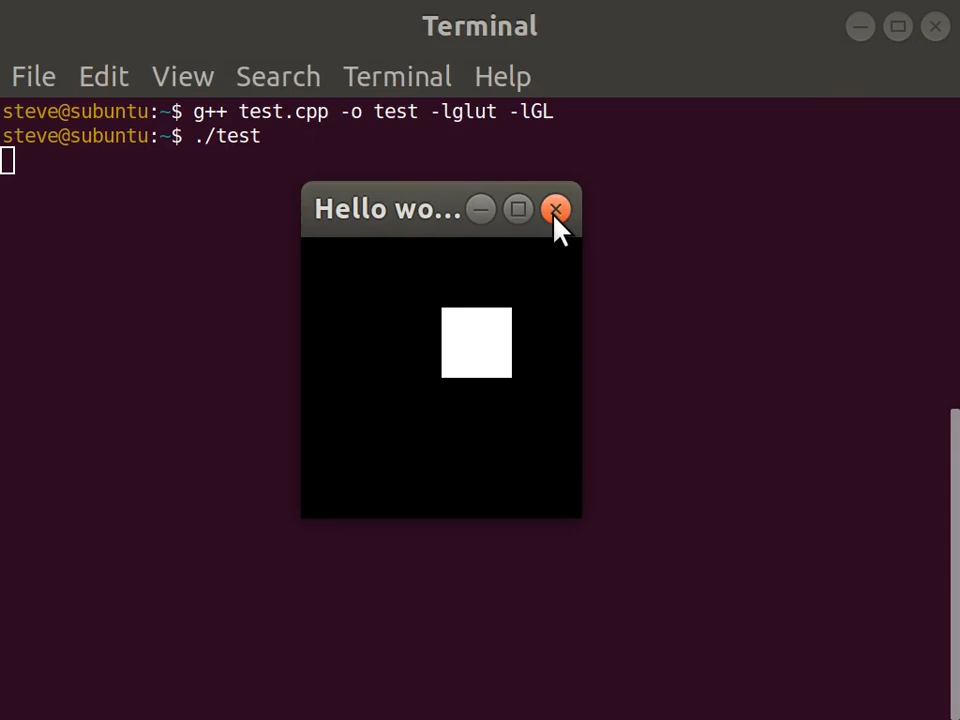 Terminal
File Edit View Search Terminal Help
steve@subuntu:~$ g++ test.cpp -o test -lglut -lGL
steve@subuntu:~$ ./test
Hello wo...